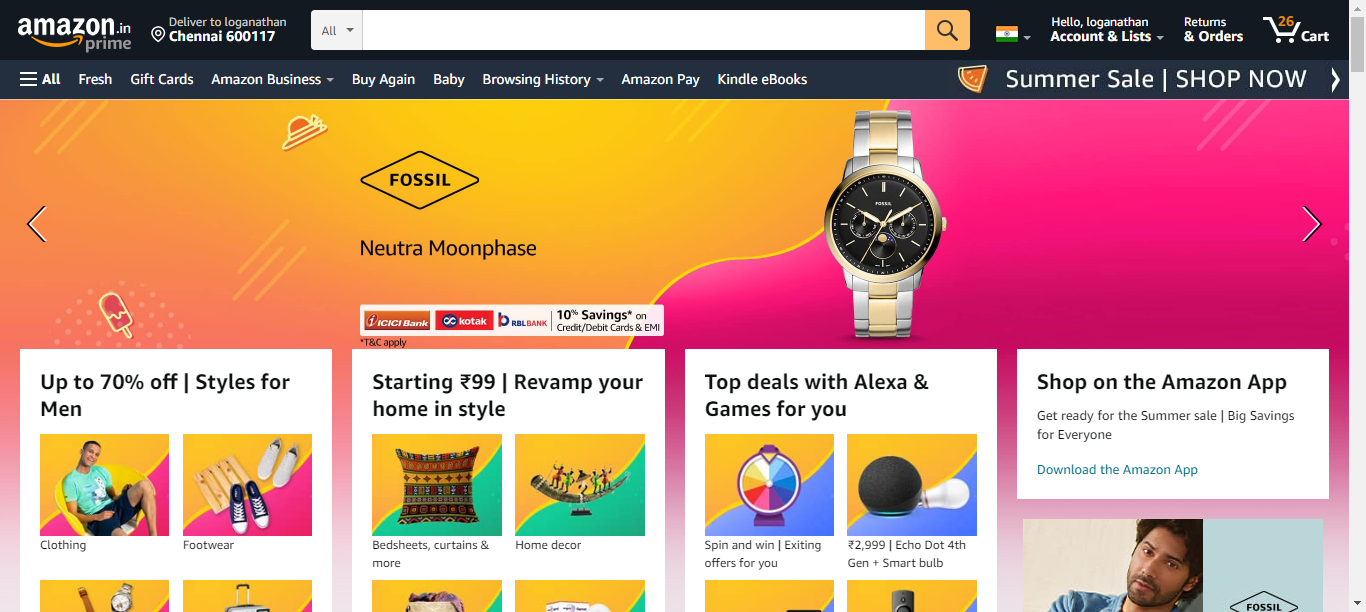 amazon.in
prime
Deliver to loganathan
Chennai 600117
All
Hello, loganathan
Account & Lists
Returns
& Orders
26
Cart
All
Fresh
Gift Cards
Amazon Business
Buy Again
Baby
Browsing History
Amazon Pay
Kindle eBooks
Summer Sale | SHOP NOW
FOSSIL
Neutra Moonphase
FOSSIL
ICICI Bank
kotak
RBLBANK
10% Savings* on
Credit/Debit Cards & EMI
*T&C apply
Up to 70% off | Styles for
Men
Clothing
Footwear
Starting ₹99 | Revamp your
home in style
Bedsheets, curtains &
more
Home decor
Top deals with Alexa &
Games for you
Spin and win | Exiting
offers for you
₹2,999 | Echo Dot 4th
Gen + Smart bulb
Shop on the Amazon App
Get ready for the Summer sale | Big Savings
for Everyone
Download the Amazon App
FOSSIL